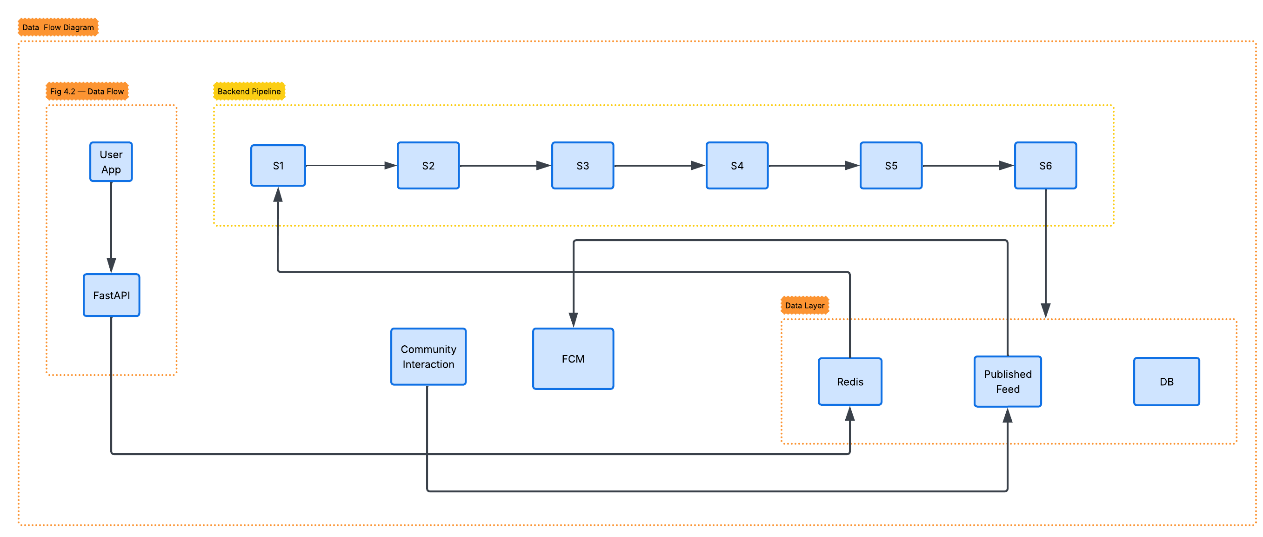 Data Flow Diagram
Fig 4.2 — Data Flow
Backend Pipeline
User
App
S1
S2
S3
S4
S5
S6
FastAPI
Data Layer
Community
Interaction
FCM
Redis
Published
Feed
DB